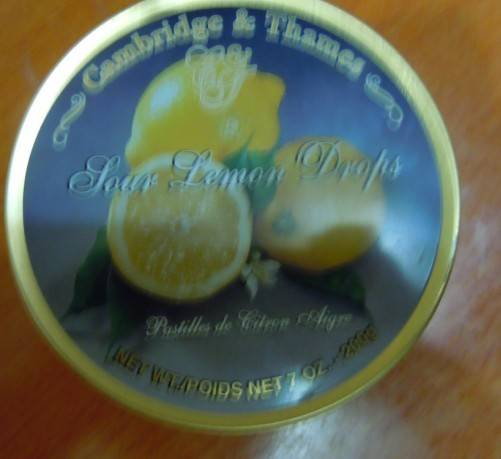 Cambridge & Thames
Sour Lemon Drops
Pastilles de Citron Aigre
NET WT./POIDS NET 7 OZ. - 200g